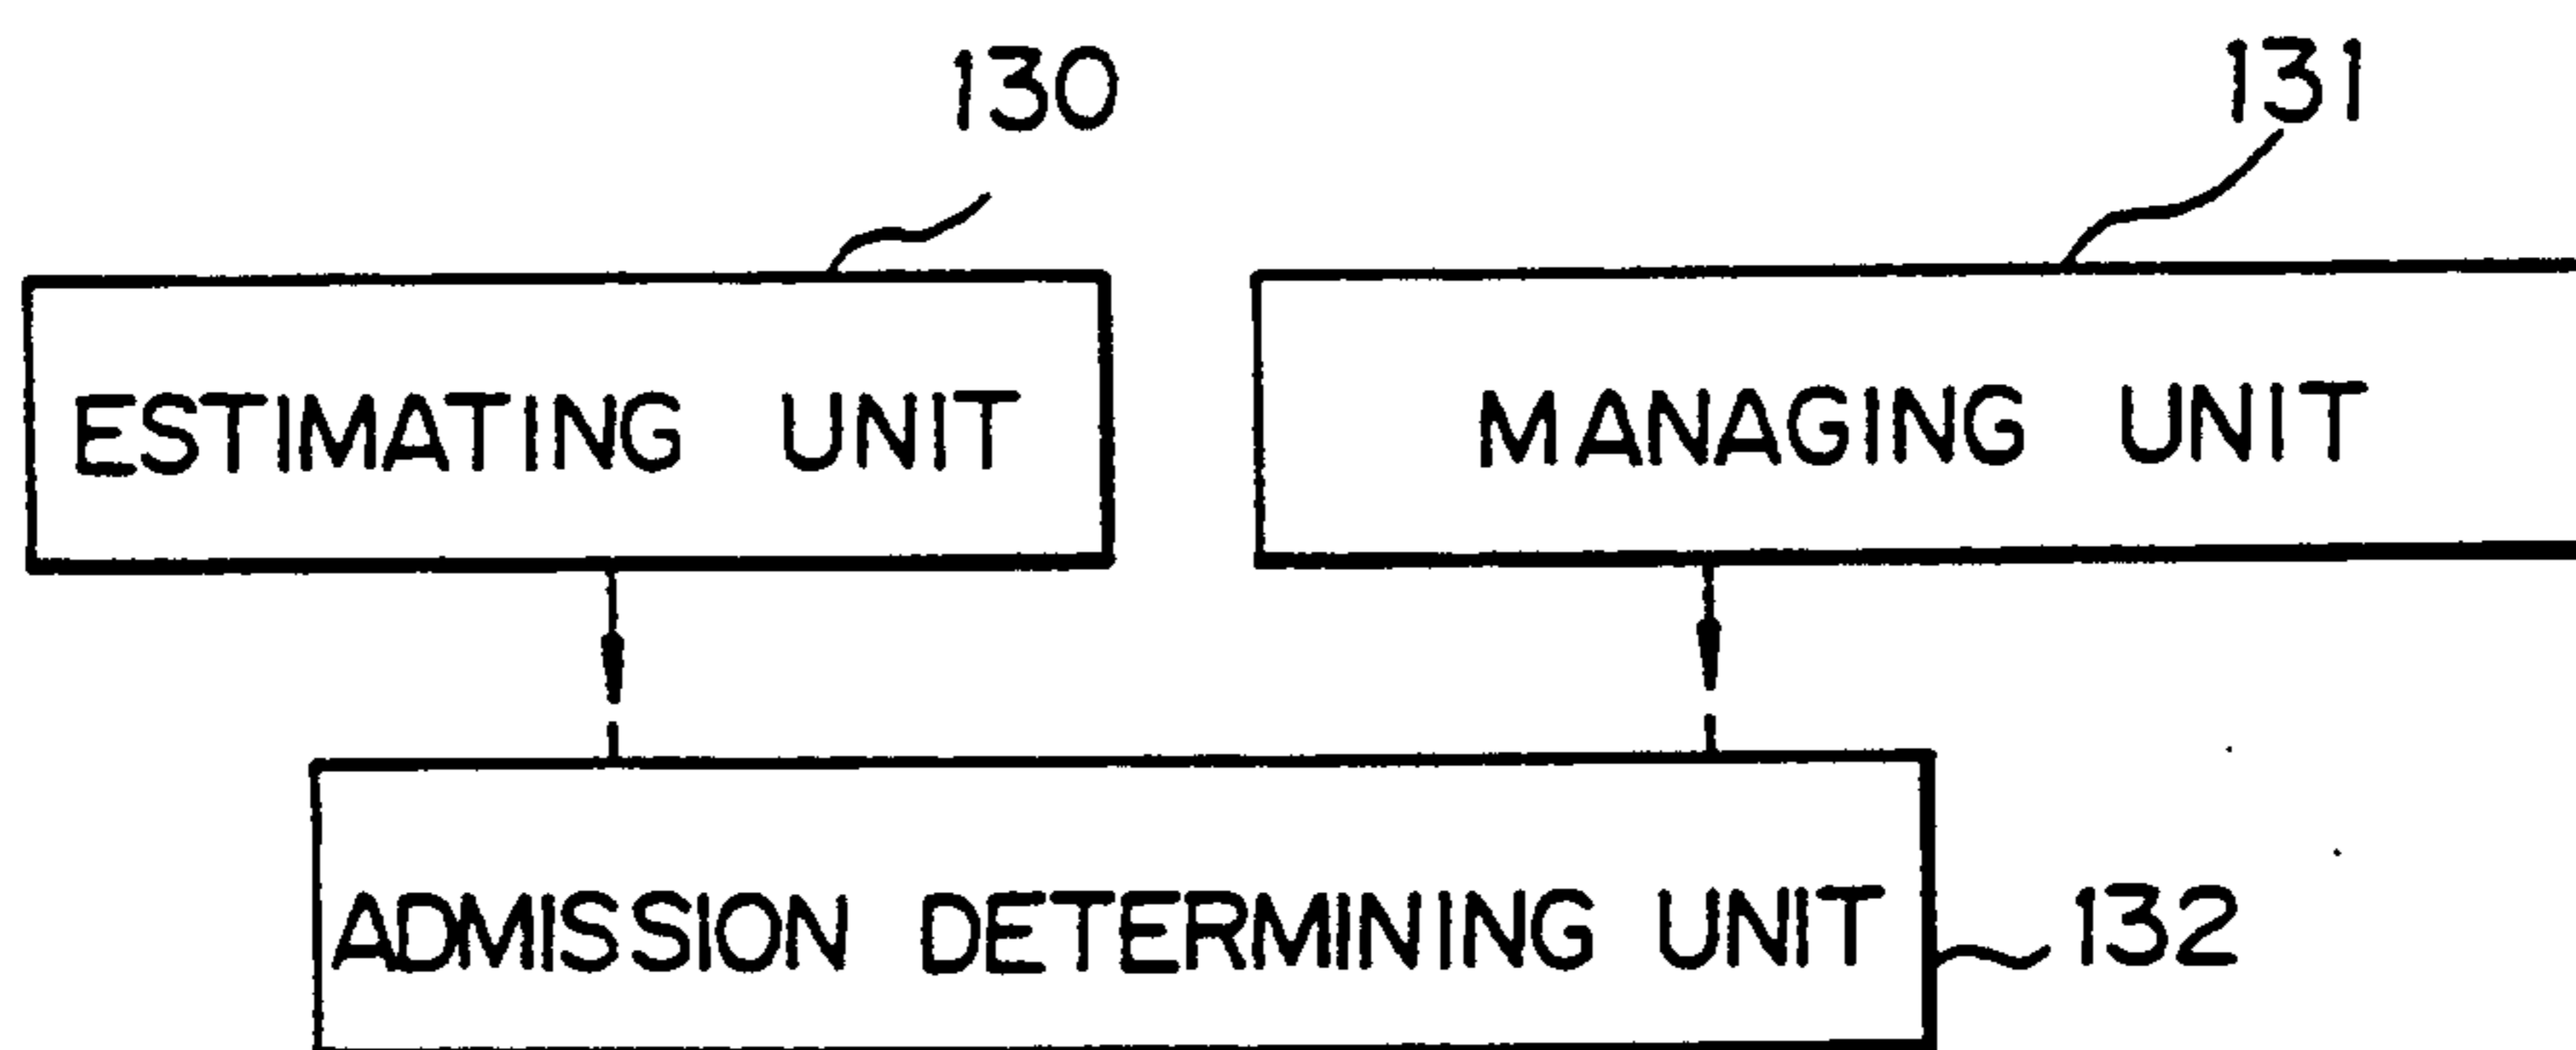 130
131
ESTIMATING UNIT
MANAGING UNIT
ADMISSION DETERMINING UNIT
132